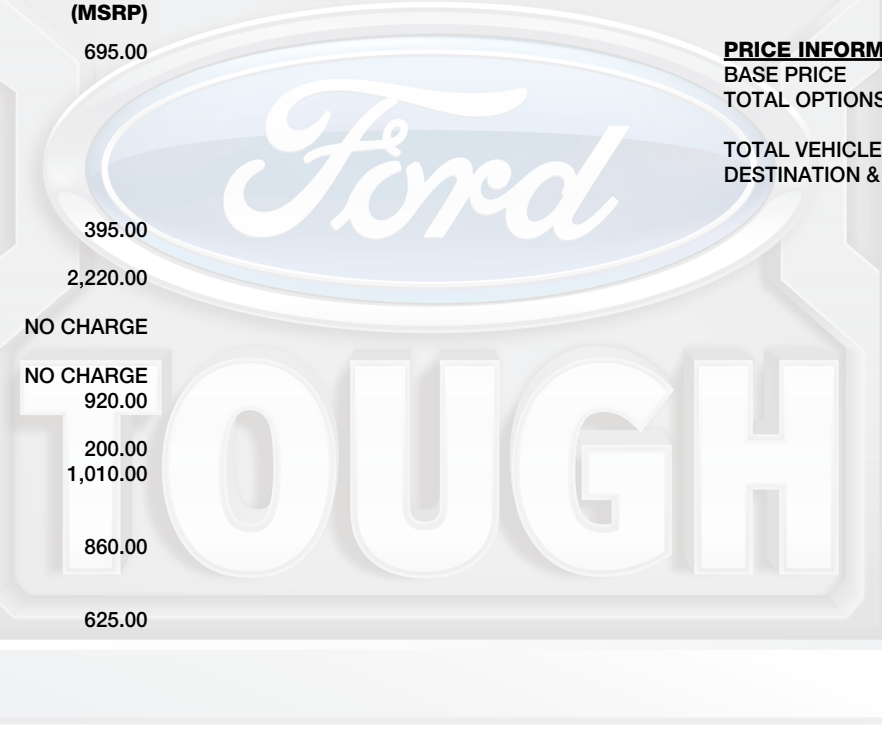 (MSRP)
695.00
395.00
2,220.00
NO CHARGE
NO CHARGE
920.00
200.00
1,010.00
860.00
625.00
PRICE INFORM
BASE PRICE
TOTAL OPTIONS
TOTAL VEHICLE
DESTINATION &
Ford
TOUGH